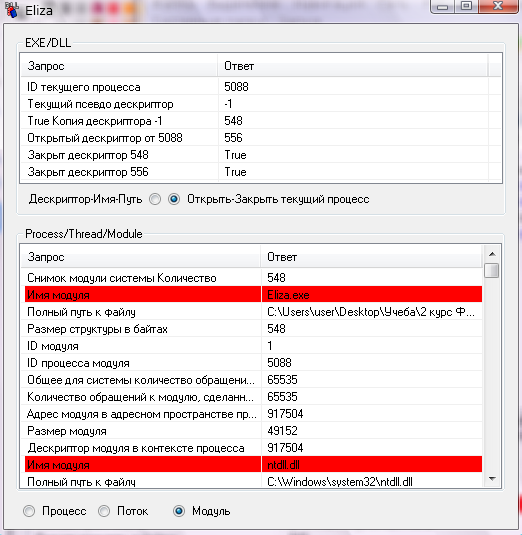 Eliza
EXE/DLL
Запрос Ответ
ID текущего процесса 5088
Текущий псевдо дескриптор -1
True Копия дескриптора -1 548
Открытый дескриптор от 5088 556
Закрыт дескриптор 548 True
Закрыт дескриптор 556 True
Дескриптор-Имя-Путь Открыть-Закрыть текущий процесс
Process/Thread/Module
Запрос Ответ
Снимок модули системы Количество 548
Имя модуля Eliza.exe
Полный путь к файлу C:\Users\user\Desktop\Учеба\2 курс Ф...
Размер структуры в байтах 548
ID модуля 1
ID процесса модуля 5088
Общее для системы количество обращени... 65535
Количество обращений к модулю, сделанн... 65535
Адрес модуля в адресном пространстве пр... 917504
Размер модуля 49152
Дескриптор модуля в контексте процесса 917504
Имя модуля ntdll.dll
Полный путь к файлу C:\Windows\system32\ntdll.dll
Процесс Поток Модуль